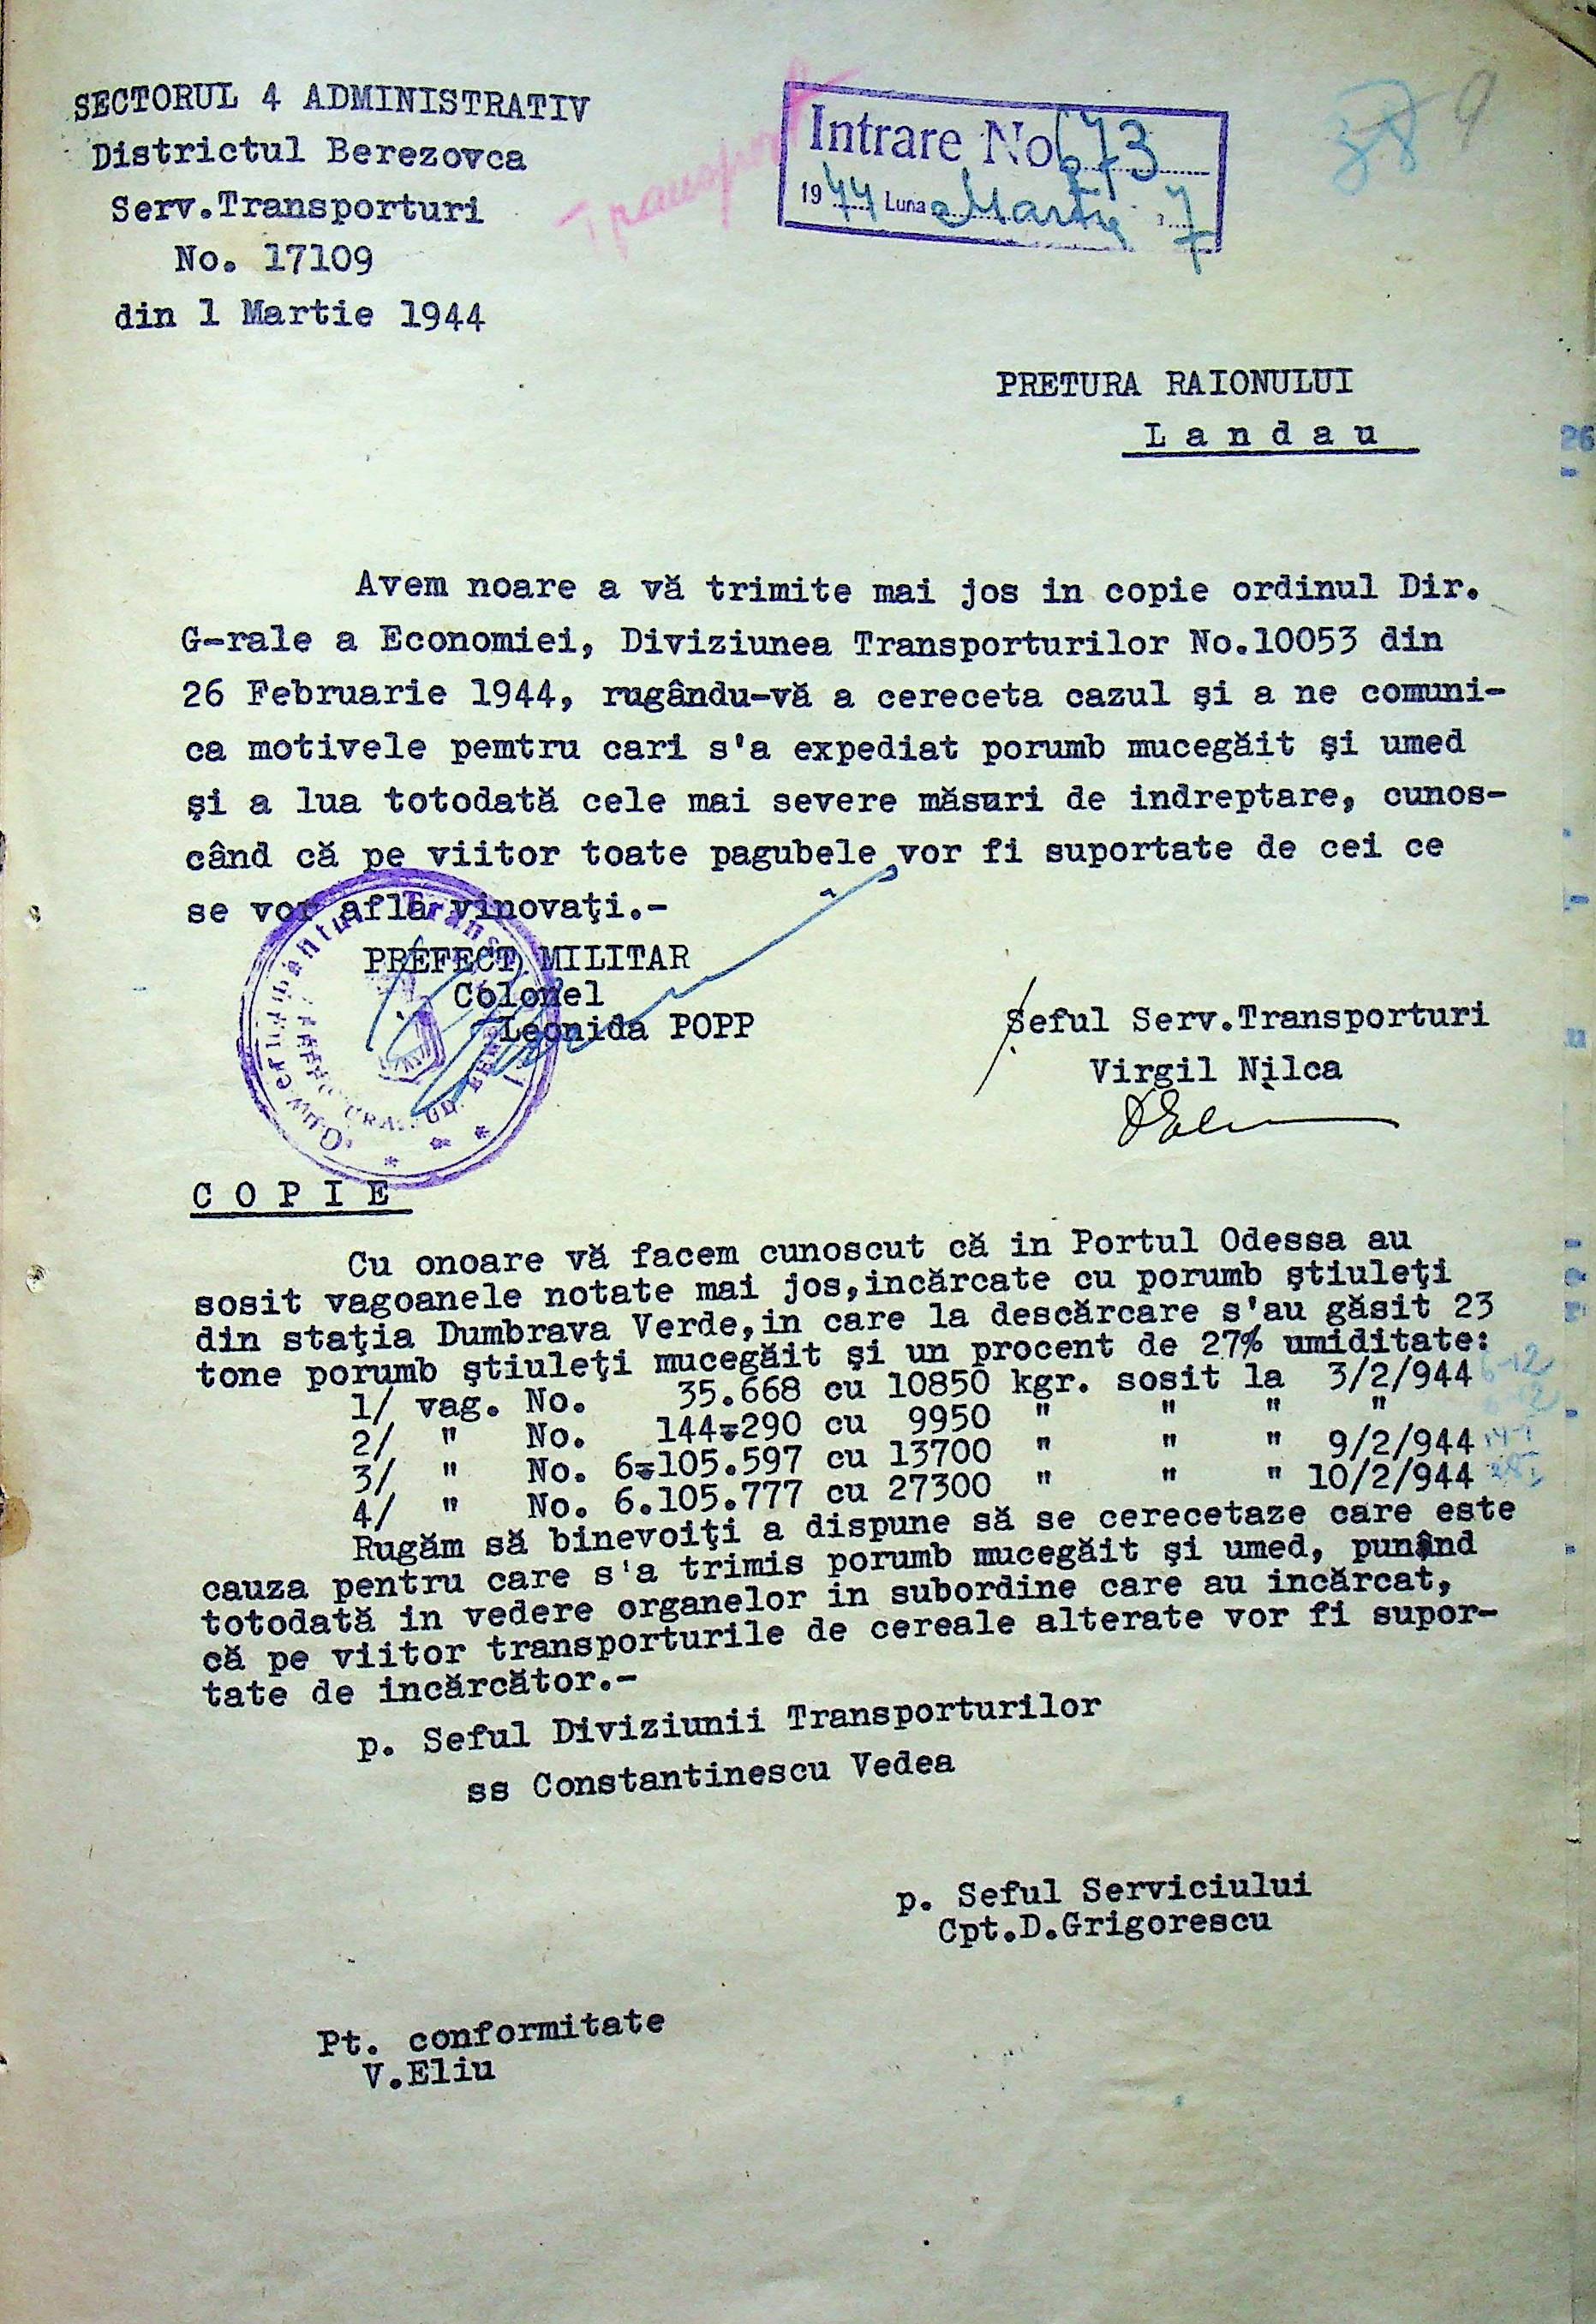 SECTORUL 4 ADMINISTRATIV
Districtul Berezovca
Serv.Transporturi
No. 17109
din 1 Martie 1944
Transport
Intrare No 673
1944 Luna Martie 7
9
PRETURA RAIONULUI
Landau
Avem noare a vă trimite mai jos in copie ordinul Dir.
G-rale a Economiei, Diviziunea Transporturilor No.10053 din
26 Februarie 1944, rugându-vă a cereceta cazul şi a ne comuni-
ca motivele pemtru cari s'a expediat porumb mucegăit şi umed
şi a lua totodată cele mai severe măsuri de indreptare, cunos-
când că pe viitor toate pagubele vor fi suportate de cei ce
se vor afla vinovaţi.-
PREFECT MILITAR
Colonel
Leonida POPP
Şeful Serv.Transporturi
Virgil Nilca
COPIE
Cu onoare vă facem cunoscut că in Portul Odessa au
sosit vagoanele notate mai jos,incărcate cu porumb ştiuleţi
din staţia Dumbrava Verde,in care la descărcare s'au găsit 23
tone porumb ştiuleţi mucegăit şi un procent de 27% umiditate:
1/ vag. No. 35.668 cu 10850 kgr. sosit la 3/2/944
2/ " No. 144.290 cu 9950 " " " "
3/ " No. 6.105.597 cu 13700 " " " 9/2/944
4/ " No. 6.105.777 cu 27300 " " " 10/2/944
Rugăm să binevoiţi a dispune să se cerecetaze care este
cauza pentru care s'a trimis porumb mucegăit şi umed, punând
totodată in vedere organelor in subordine care au incărcat,
că pe viitor transporturile de cereale alterate vor fi supor-
tate de incărcător.-
p. Seful Diviziunii Transporturilor
ss Constantinescu Vedea
p. Seful Serviciului
Cpt.D.Grigorescu
Pt. conformitate
V.Eliu